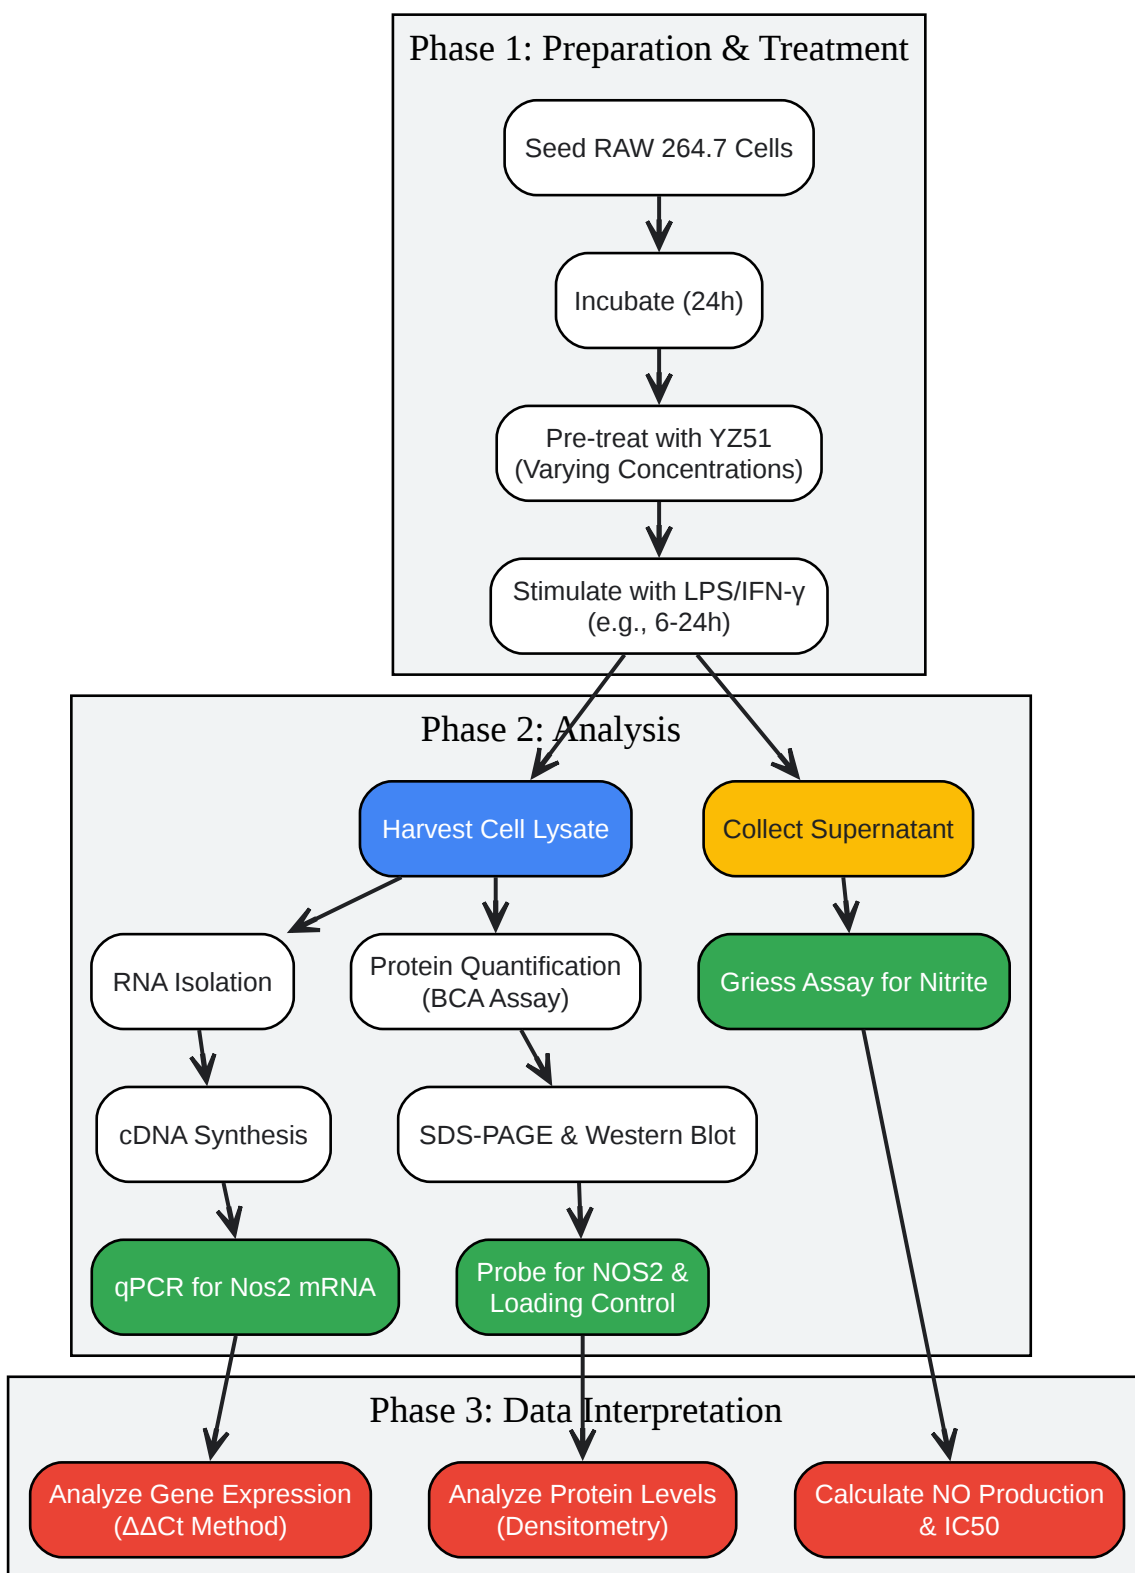 Phase 1: Preparation & Treatment
Seed RAW 264.7 Cells
Incubate (24h)
Pre-treat with YZ51
(Varying Concentrations)
Stimulate with LPS/IFN-γ
(e.g., 6-24h)
Phase 2: Analysis
Harvest Cell Lysate
Collect Supernatant
RNA Isolation
Protein Quantification
(BCA Assay)
Griess Assay for Nitrite
cDNA Synthesis
SDS-PAGE & Western Blot
qPCR for Nos2 mRNA
Probe for NOS2 &
Loading Control
Phase 3: Data Interpretation
Analyze Gene Expression
(ΔΔCt Method)
Analyze Protein Levels
(Densitometry)
Calculate NO Production
& IC50